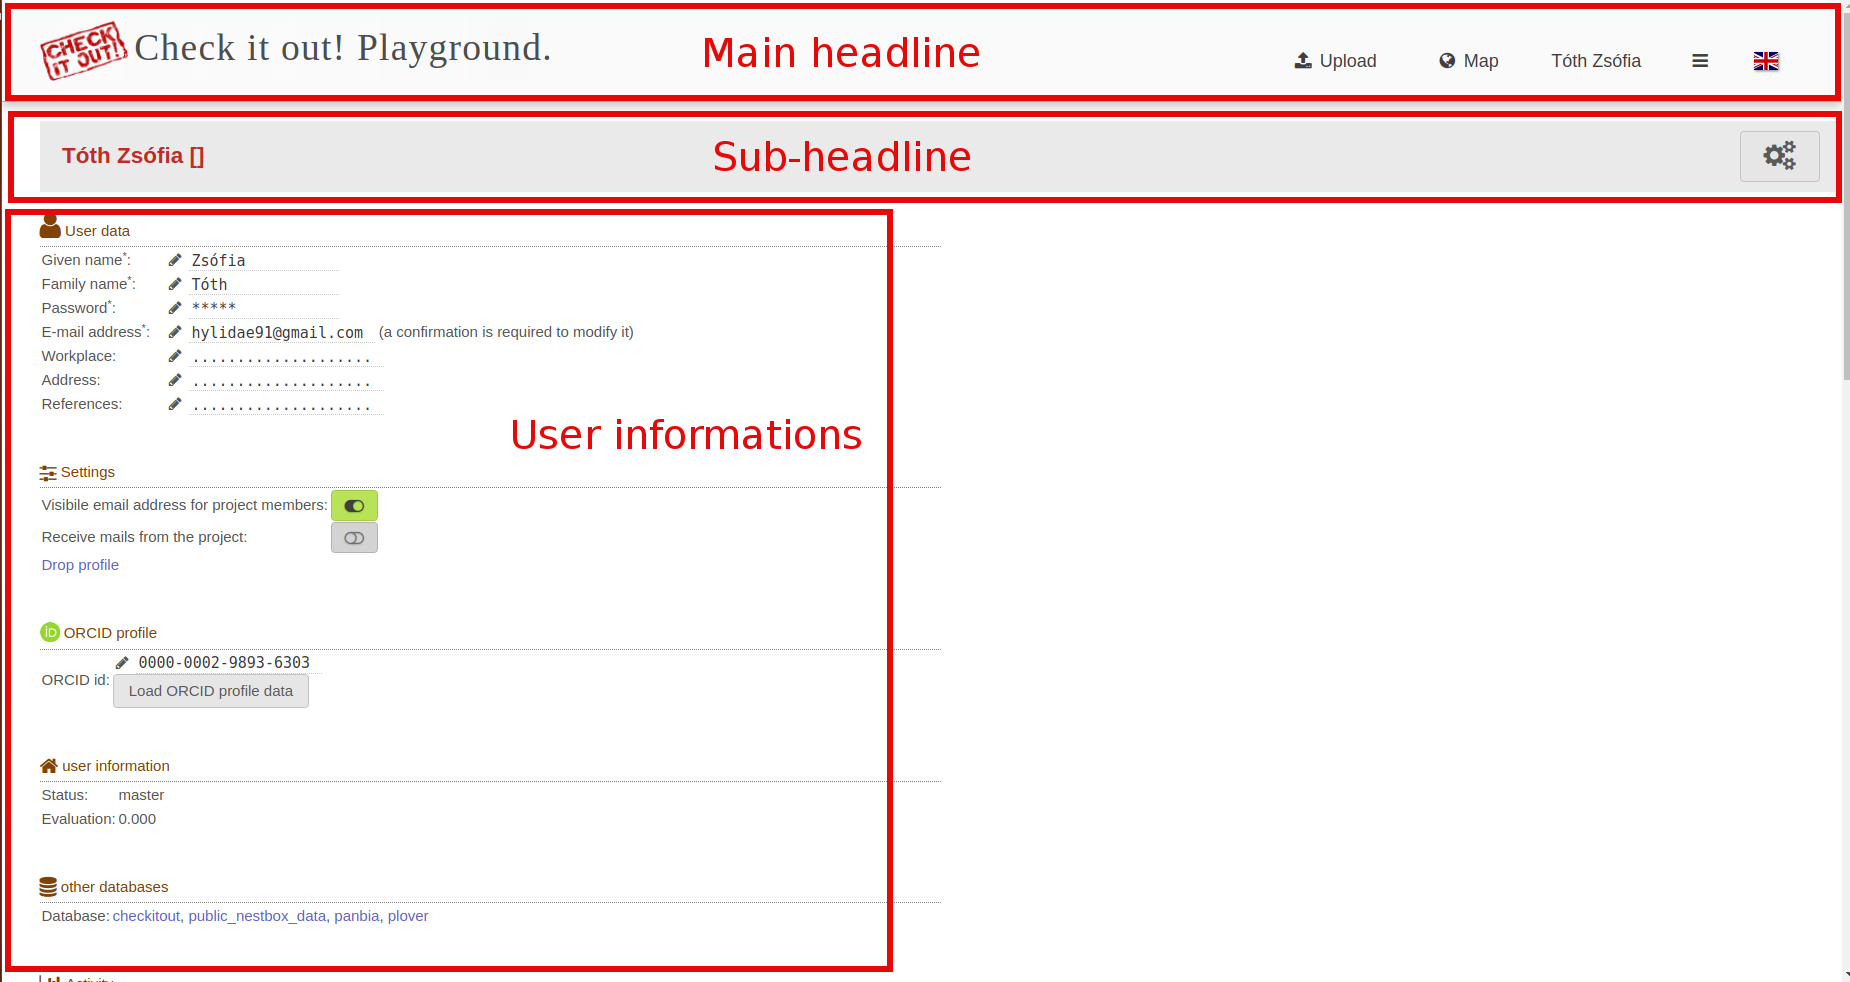 CHECK IT OUT!
Check it out! Playground.
Main headline
Upload Map Tóth Zsófia
Tóth Zsófia []
Sub-headline
User data
Given name*: Zsófia
Family name*: Tóth
Password*: *****
E-mail address*: hylidae91@gmail.com (a confirmation is required to modify it)
Workplace: ....................
Address: ....................
References: ....................
User informations
Settings
Visibile email address for project members:
Receive mails from the project:
Drop profile
iD ORCID profile
ORCID id: 0000-0002-9893-6303
Load ORCID profile data
user information
Status: master
Evaluation: 0.000
other databases
Database: checkitout, public_nestbox_data, panbia, plover
Activity